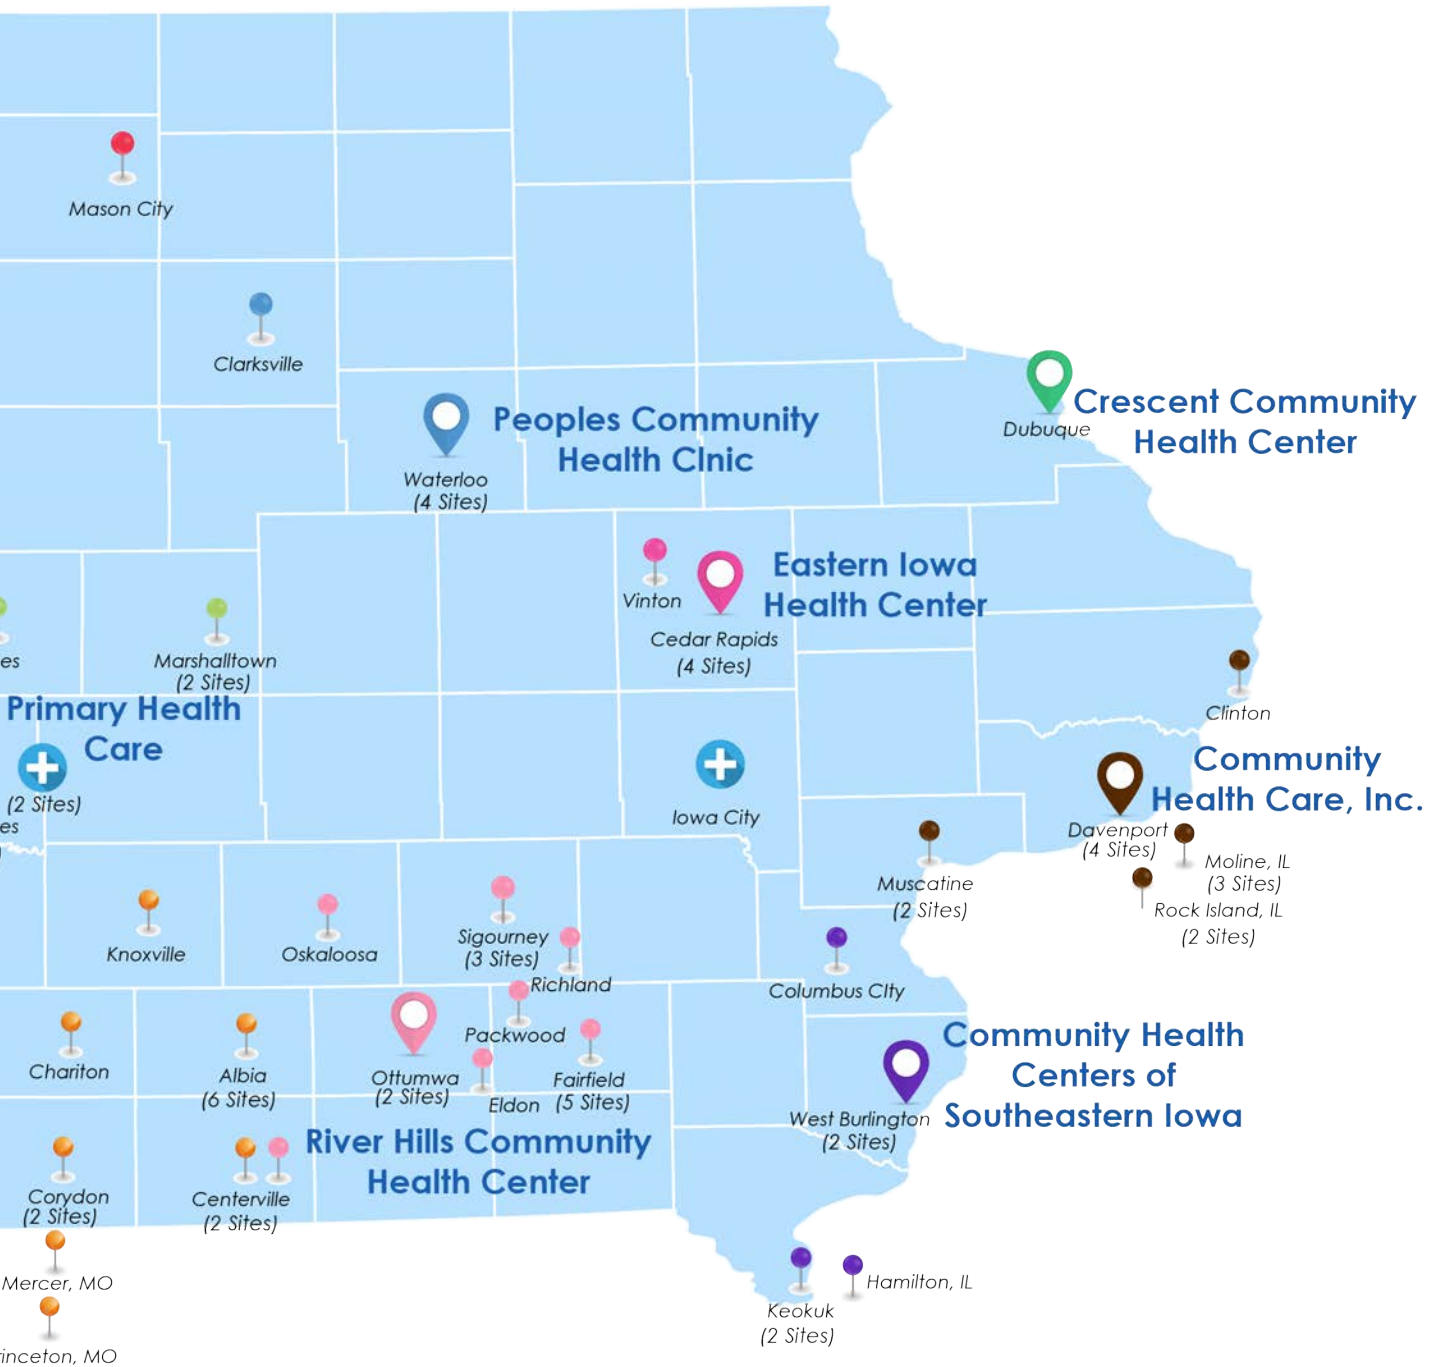 Mason City
Clarksville
Peoples Community
Health Clnic
Waterloo
(4 Sites)
Crescent Community
Health Center
Dubuque
Vinton
Eastern Iowa
Health Center
Cedar Rapids
(4 Sites)
es
Marshalltown
(2 Sites)
Primary Health
Care
(2 Sites)
es
)
Iowa City
Clinton
Community
Health Care, Inc.
Davenport
(4 Sites)
Moline, IL
(3 Sites)
Rock Island, IL
(2 Sites)
Muscatine
(2 Sites)
Knoxville
Oskaloosa
Sigourney
(3 Sites)
Richland
Columbus CIty
Packwood
Chariton
Albia
(6 Sites)
Ottumwa
(2 Sites)
Eldon
Fairfield
(5 Sites)
Community Health
Centers of
Southeastern Iowa
West Burlington
(2 Sites)
River Hills Community
Health Center
Corydon
(2 Sites)
Centerville
(2 Sites)
Mercer, MO
rinceton, MO
Keokuk
(2 Sites)
Hamilton, IL